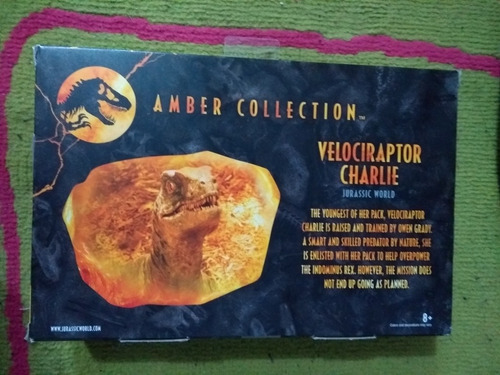 AMBER COLLECTION™
VELOCIRAPTOR
CHARLIE
JURASSIC WORLD
THE YOUNGEST OF HER PACK, VELOCIRAPTOR
CHARLIE IS RAISED AND TRAINED BY OWEN GRADY.
A SMART AND SKILLED PREDATOR BY NATURE, SHE
IS ENLISTED WITH HER PACK TO HELP OVERPOWER
THE INDOMINUS REX. HOWEVER, THE MISSION DOES
NOT END UP GOING AS PLANNED.
WWW.JURASSICWORLD.COM
8+